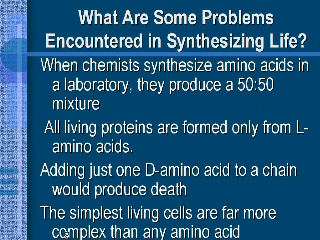 What Are Some Problems
Encountered in Synthesizing Life?
When chemists synthesize amino acids in
a laboratory, they produce a 50:50
mixture
All living proteins are formed only from L-
amino acids.
Adding just one D-amino acid to a chain
would produce death
The simplest living cells are far more
complex than any amino acid